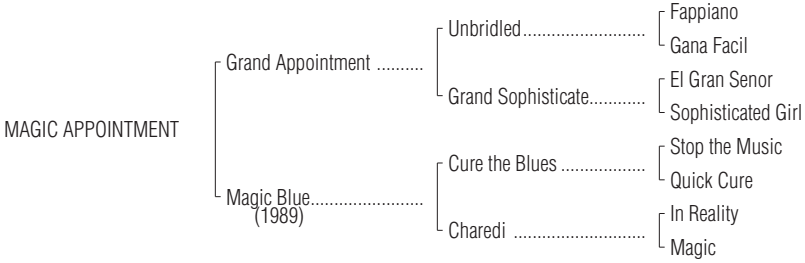 Fappiano
Unbridled..........................
Gana Facil
Grand Appointment ..........
El Gran Senor
Grand Sophisticate............
Sophisticated Girl
MAGIC APPOINTMENT
Stop the Music
Cure the Blues ..................
Quick Cure
Magic Blue........................
(1989)
In Reality
Charedi ............................
Magic